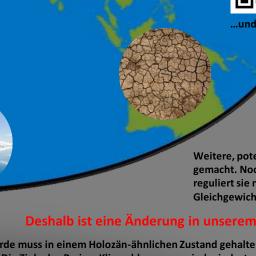 ...und
Weitere, pote
gemacht. Noc
reguliert sie r
Gleichgewich
Deshalb ist eine Änderung in unserem
rde muss in einem Holozän-ähnlichen Zustand gehalte